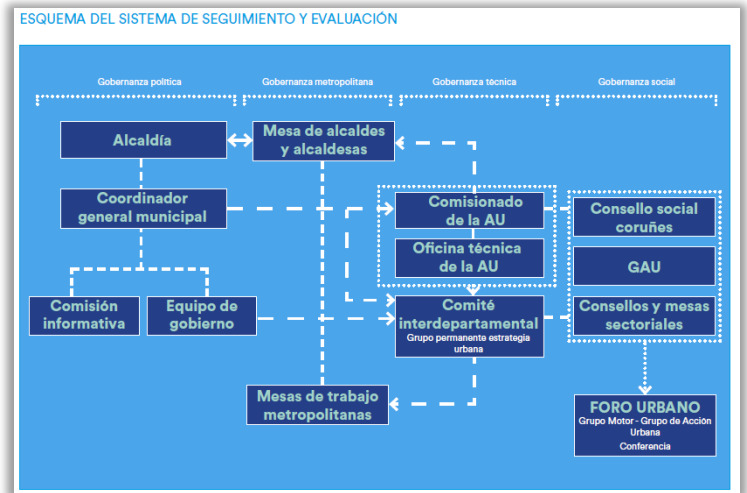 ESQUEMA DEL SISTEMA DE SEGUIMIENTO Y EVALUACIÓN
Gobernanza política
Gobernanza metropolitana
Gobernanza técnica
Gobernanza social
Alcaldía
Mesa de alcaldes
y alcaldesas
Coordinador
general municipal
Comisionado
de la AU
Consello social
coruñes
Oficina técnica
de la AU
GAU
Comisión
informativa
Equipo de
gobierno
Comité
interdepartamental
Grupo permanente estrategia
urbana
Consellos y mesas
sectoriales
Mesas de trabajo
metropolitanas
FORO URBANO
Grupo Motor - Grupo de Acción
Urbana
Conferencia